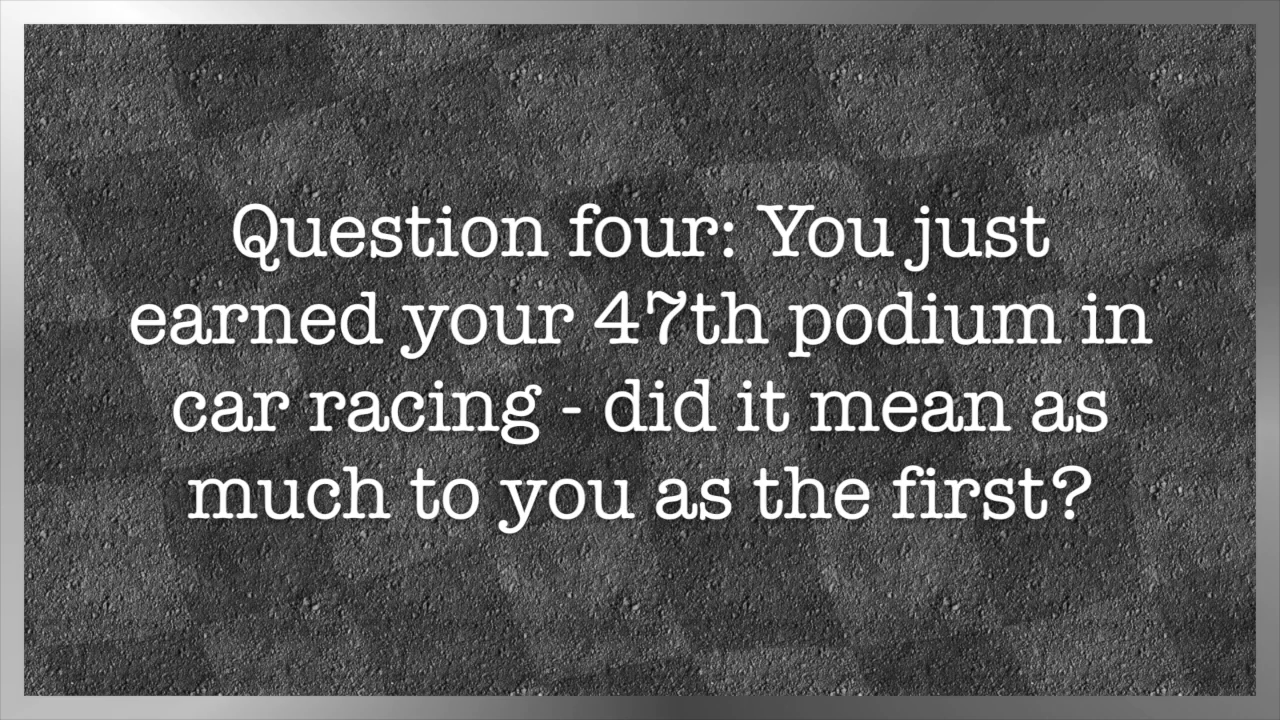 Question four: You just
earned your 47th podium in
car racing - did it mean as
much to you as the first?